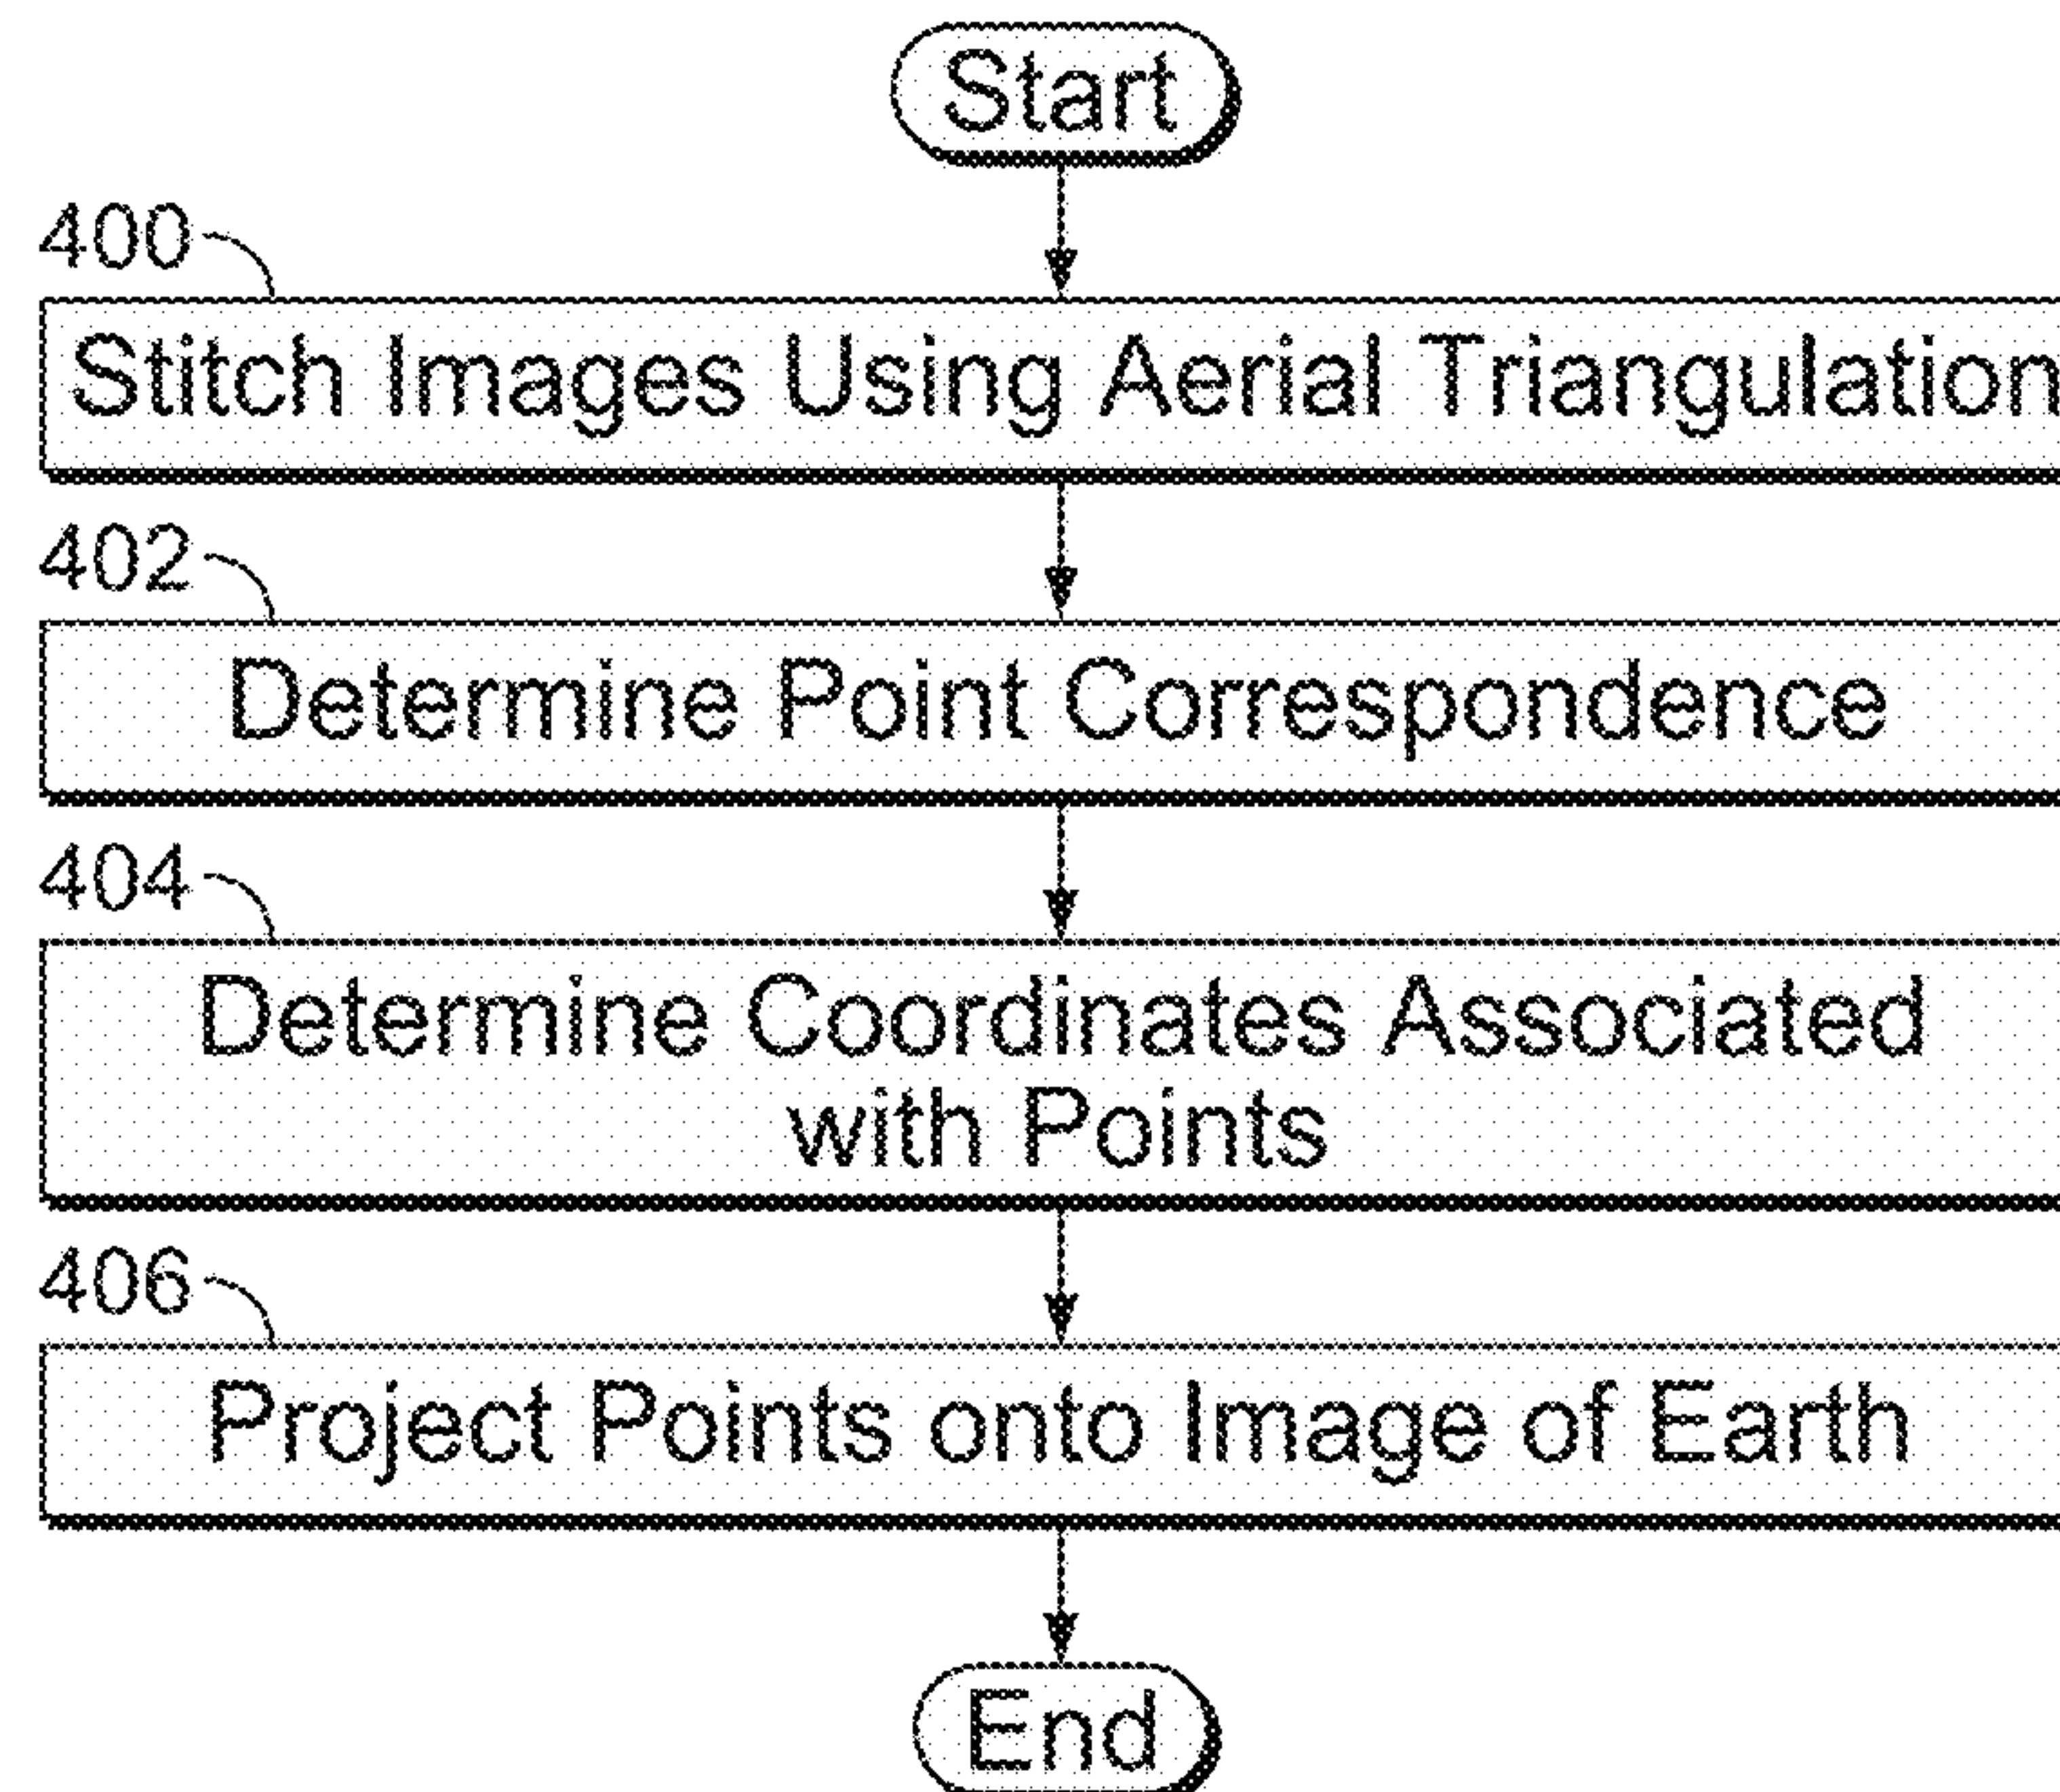 Start
400
Stitch Images Using Aerial Triangulation
402
Determine Point Correspondence
404
Determine Coordinates Associated
with Points
406
Project Points onto Image of Earth
End